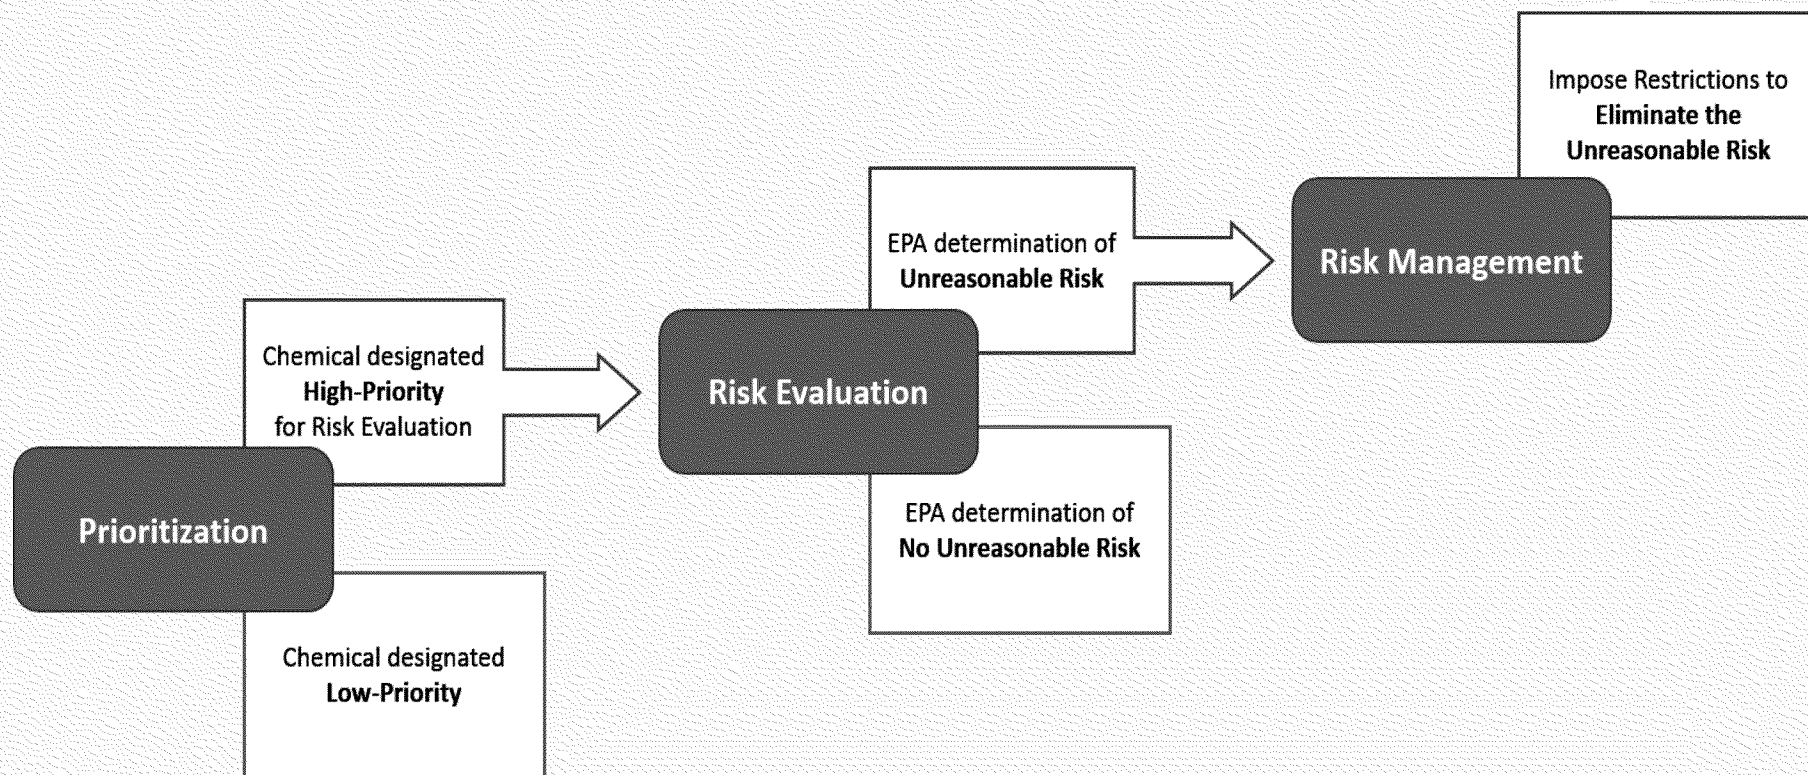 Prioritization
Chemical designated
High-Priority
for Risk Evaluation
Chemical designated
Low-Priority
Risk Evaluation
EPA determination of
Unreasonable Risk
EPA determination of
No Unreasonable Risk
Risk Management
Impose Restrictions to
Eliminate the
Unreasonable Risk